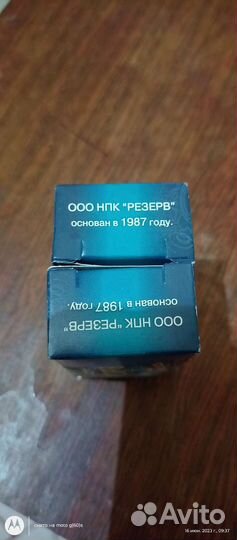 ООО НПК "РЕЗЕРВ"
основан в 1987 году.
основан в 1987 году.
ООО НПК "РЕЗЕРВ"
снято на moto g(60)s
16 июня. 2023 г., 09:37
Avito